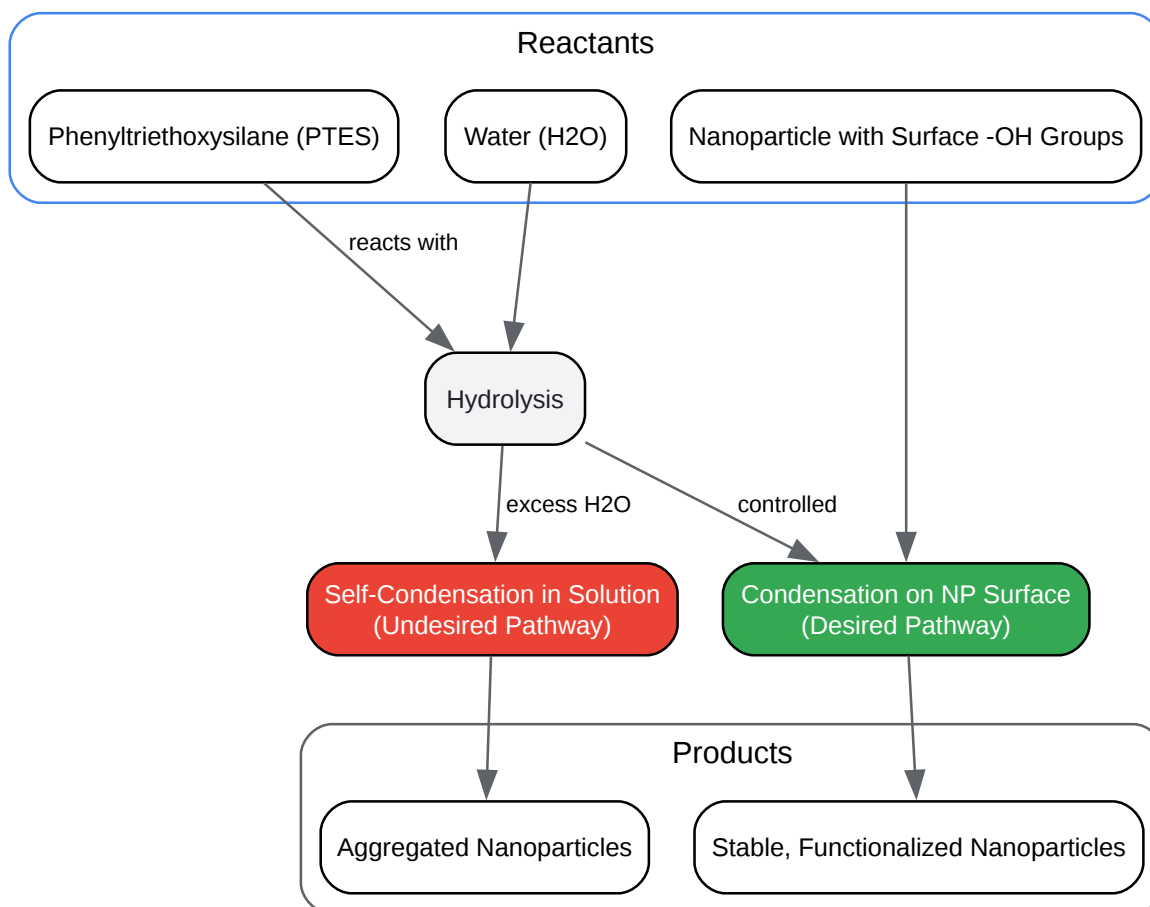 Reactants
Phenyltriethoxysilane (PTES)
Water (H2O)
Nanoparticle with Surface -OH Groups
reacts with
Hydrolysis
excess H2O
controlled
Self-Condensation in Solution
(Undesired Pathway)
Condensation on NP Surface
(Desired Pathway)
Products
Aggregated Nanoparticles
Stable, Functionalized Nanoparticles